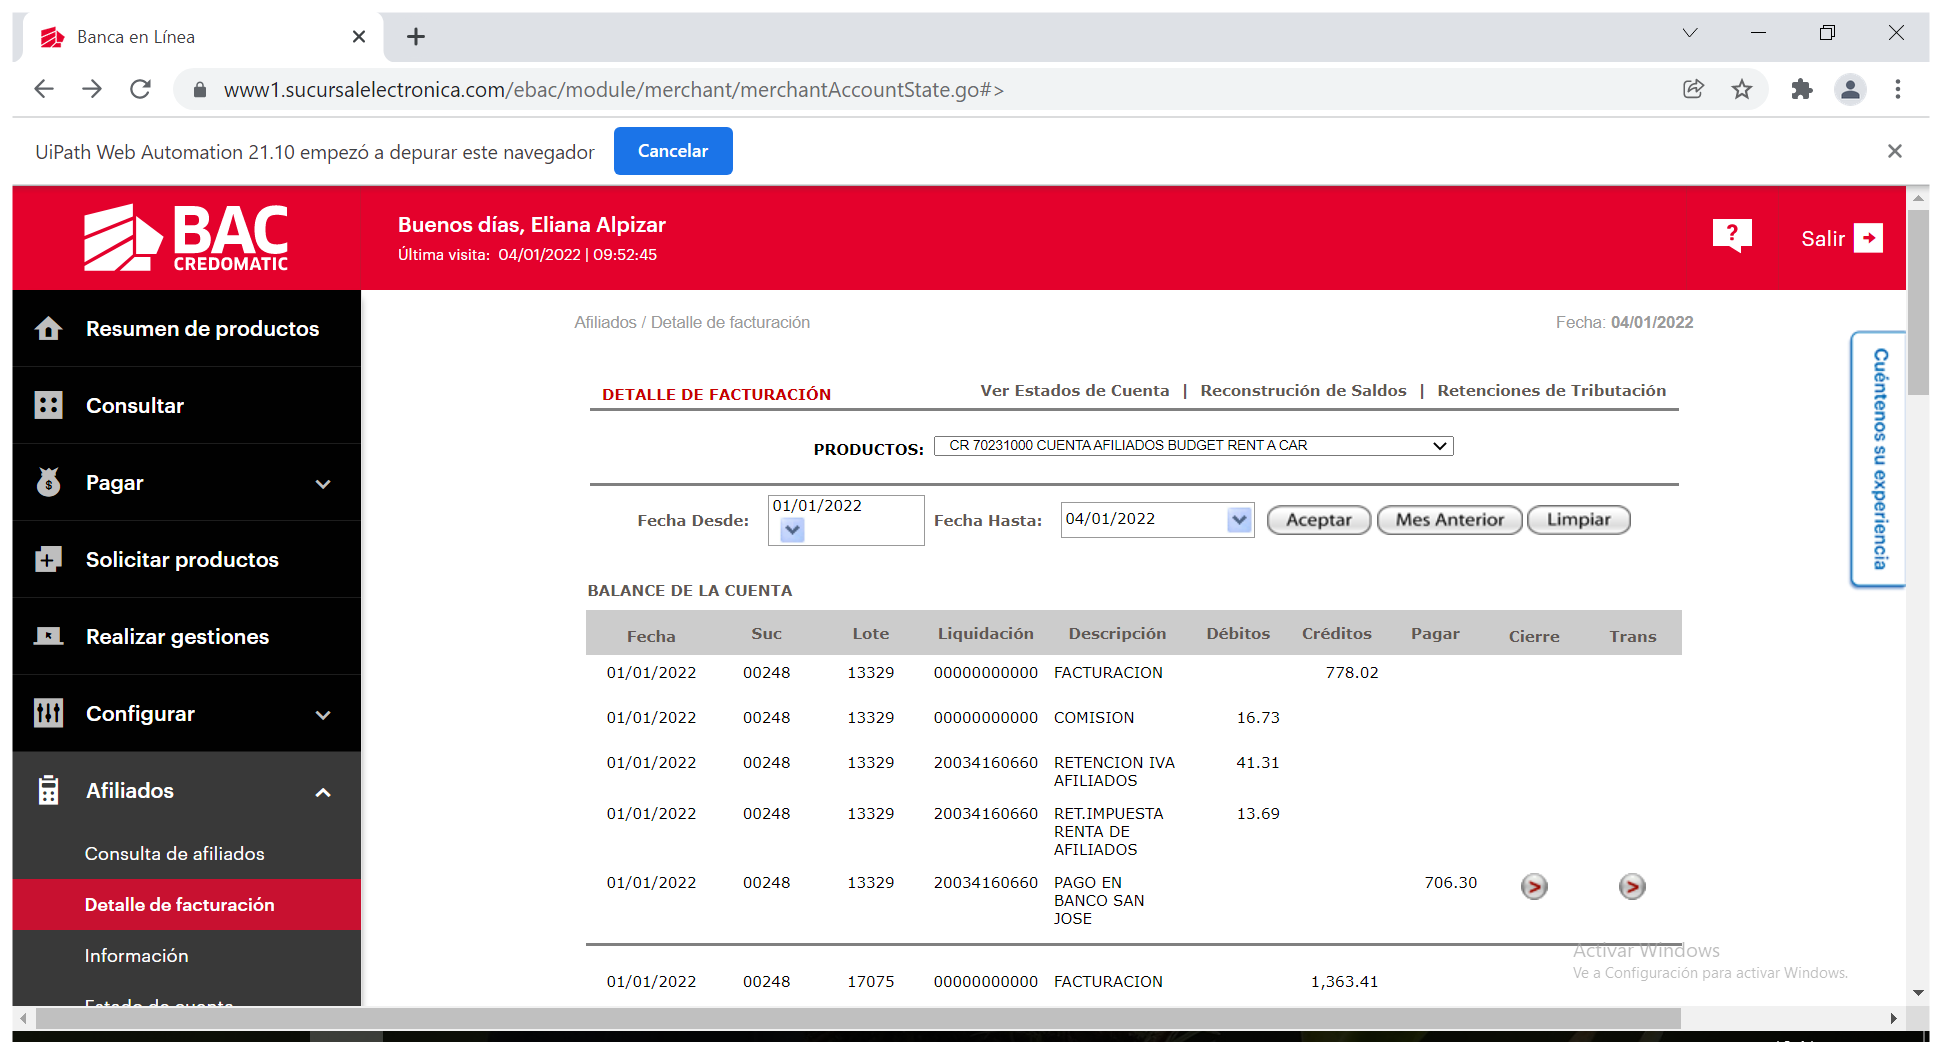 Banca en Línea
www1.sucursalelectronica.com/ebac/module/merchant/merchantAccountState.go#>
UiPath Web Automation 21.10 empezó a depurar este navegador Cancelar
BAC
CREDOMATIC
Buenos días, Eliana Alpizar
Última visita: 04/01/2022 | 09:52:45
?
Salir
Resumen de productos
Consultar
Pagar
Solicitar productos
Realizar gestiones
Configurar
Afiliados
Consulta de afiliados
Detalle de facturación
Información
Estado de cuenta
Afiliados / Detalle de facturación
Fecha: 04/01/2022
Cuéntenos su experiencia
DETALLE DE FACTURACIÓN Ver Estados de Cuenta | Reconstrución de Saldos | Retenciones de Tributación
PRODUCTOS: CR 70231000 CUENTA AFILIADOS BUDGET RENT A CAR
Fecha Desde: 01/01/2022 Fecha Hasta: 04/01/2022 Aceptar Mes Anterior Limpiar
BALANCE DE LA CUENTA
Fecha Suc Lote Liquidación Descripción Débitos Créditos Pagar Cierre Trans
01/01/2022 00248 13329 00000000000 FACTURACION 778.02
01/01/2022 00248 13329 00000000000 COMISION 16.73
01/01/2022 00248 13329 20034160660 RETENCION IVA 41.31
AFILIADOS
01/01/2022 00248 13329 20034160660 RET.IMPUESTA 13.69
RENTA DE
AFILIADOS
01/01/2022 00248 13329 20034160660 PAGO EN 706.30
BANCO SAN
JOSE
01/01/2022 00248 17075 00000000000 FACTURACION 1,363.41
Activar Windows
Ve a Configuración para activar Windows.